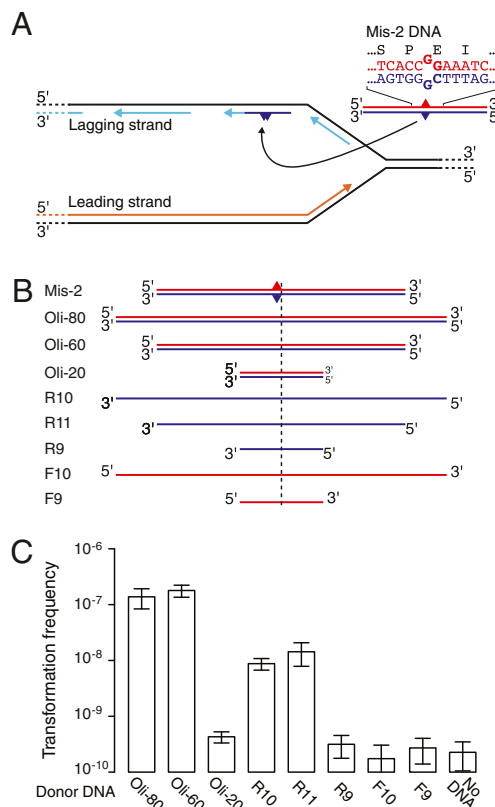 A
Mis-2 DNA
S P E I
...TCACCGGAAATC...
...AGTGGGCTTTAG...
5'
3'
Lagging strand
5' 3'
3' 5'
3'
5'
Leading strand
5'
3'
B
Mis-2 5' 3'
3' 5'
Oli-80 5' 3'
3' 5'
Oli-60 5' 3'
3' 5'
Oli-20 5' 3'
3' 5'
R10 3' 5'
R11 3' 5'
R9 3' 5'
F10 5' 3'
F9 5' 3'
C
Transformation frequency
10-6
10-7
10-8
10-9
10-10
Donor DNA Oli-80 Oli-60 Oli-20 R10 R11 R9 F10 F9 No DNA